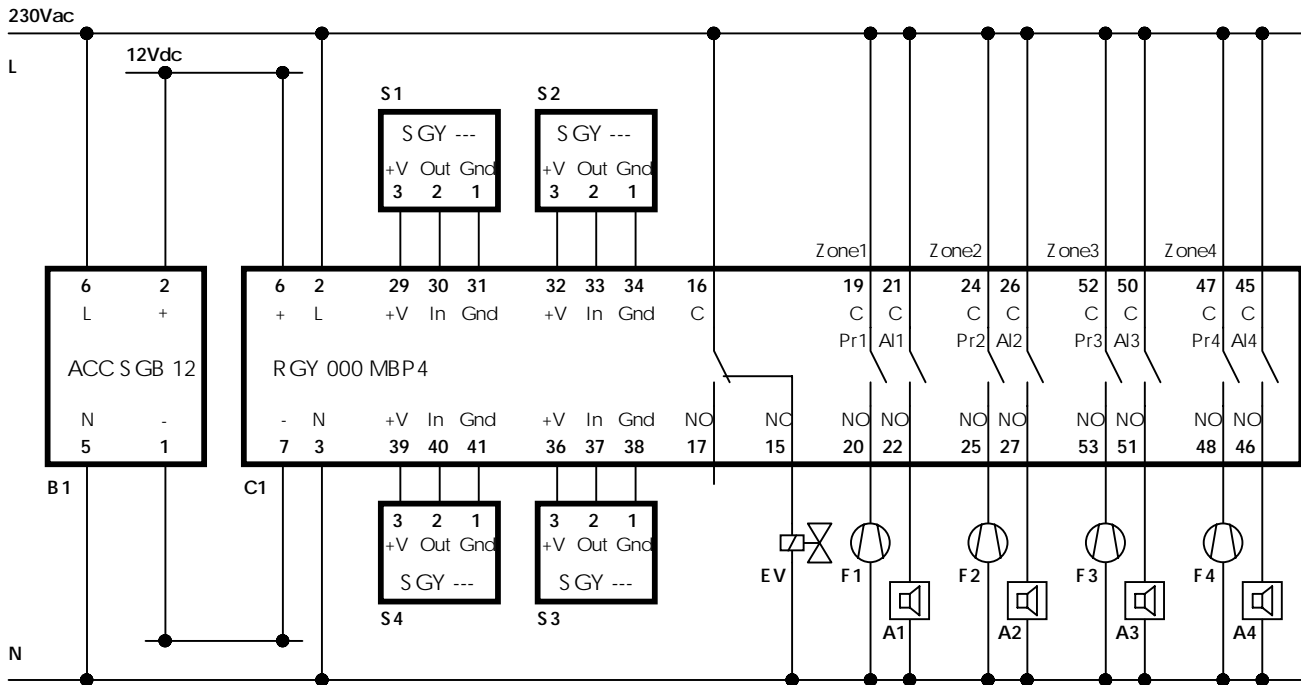 230Vac
L
12Vdc
S1 S2
SGY --- SGY ---
+V Out Gnd +V Out Gnd
3 2 1 3 2 1
Zone1 Zone2 Zone3 Zone4
6 2 6 2 29 30 31 32 33 34 16 19 21 24 26 52 50 47 45
L + + L +V In Gnd +V In Gnd C C C C C C C C C
Pr1 Al1 Pr2 Al2 Pr3 Al3 Pr4 Al4
ACC SGB 12 RGY 000 MBP4
N - - N +V In Gnd +V In Gnd NO NO NO NO NO NO NO NO NO NO
5 1 7 3 39 40 41 36 37 38 17 15 20 22 25 27 53 51 48 46
B1 C1
3 2 1 3 2 1
+V Out Gnd +V Out Gnd
SGY --- SGY ---
EV F1 F2 F3 F4
S4 S3
A1 A2 A3 A4
N